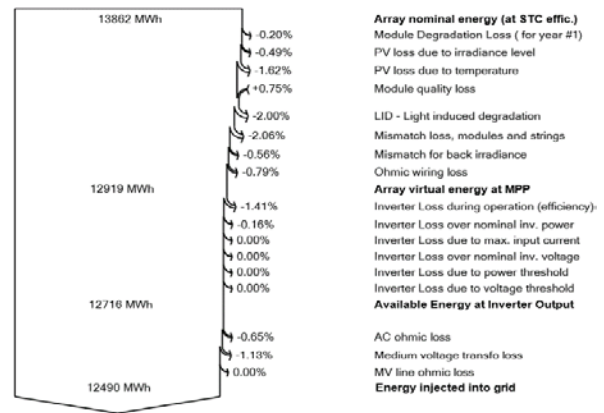 13862 MWh Array nominal energy (at STC effic.)
-0.20% Module Degradation Loss ( for year #1)
-0.49% PV loss due to irradiance level
-1.62% PV loss due to temperature
+0.75% Module quality loss
-2.00% LID - Light induced degradation
-2.06% Mismatch loss, modules and strings
-0.56% Mismatch for back irradiance
-0.79% Ohmic wiring loss
12919 MWh Array virtual energy at MPP
-1.41% Inverter Loss during operation (efficiency)
-0.16% Inverter Loss over nominal inv. power
0.00% Inverter Loss due to max. input current
0.00% Inverter Loss over nominal inv. voltage
0.00% Inverter Loss due to power threshold
0.00% Inverter Loss due to voltage threshold
12716 MWh Available Energy at Inverter Output
-0.65% AC ohmic loss
-1.13% Medium voltage transfo loss
0.00% MV line ohmic loss
12490 MWh Energy injected into grid